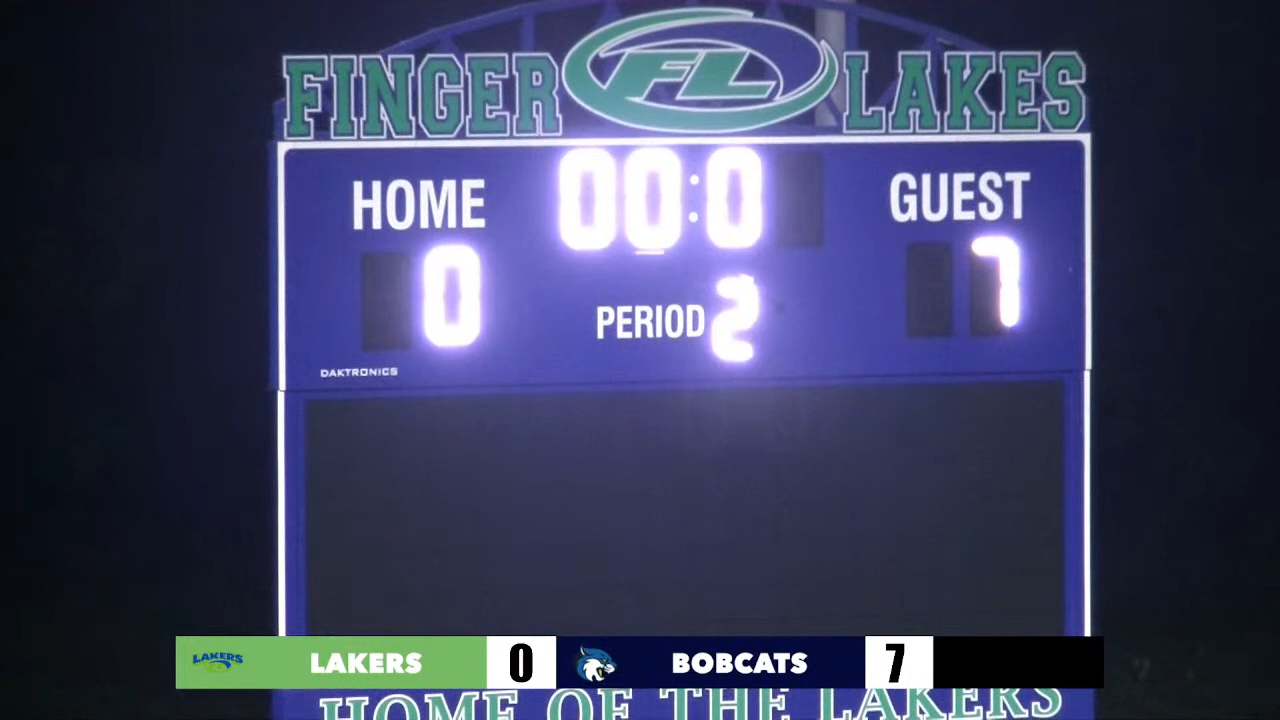 FINGER FL LAKES
HOME 00:0 GUEST
0 PERIOD 2 7
DAKTRONICS
LAKERS LAKERS 0 BOBCATS 7
HOME OF THE LAKERS